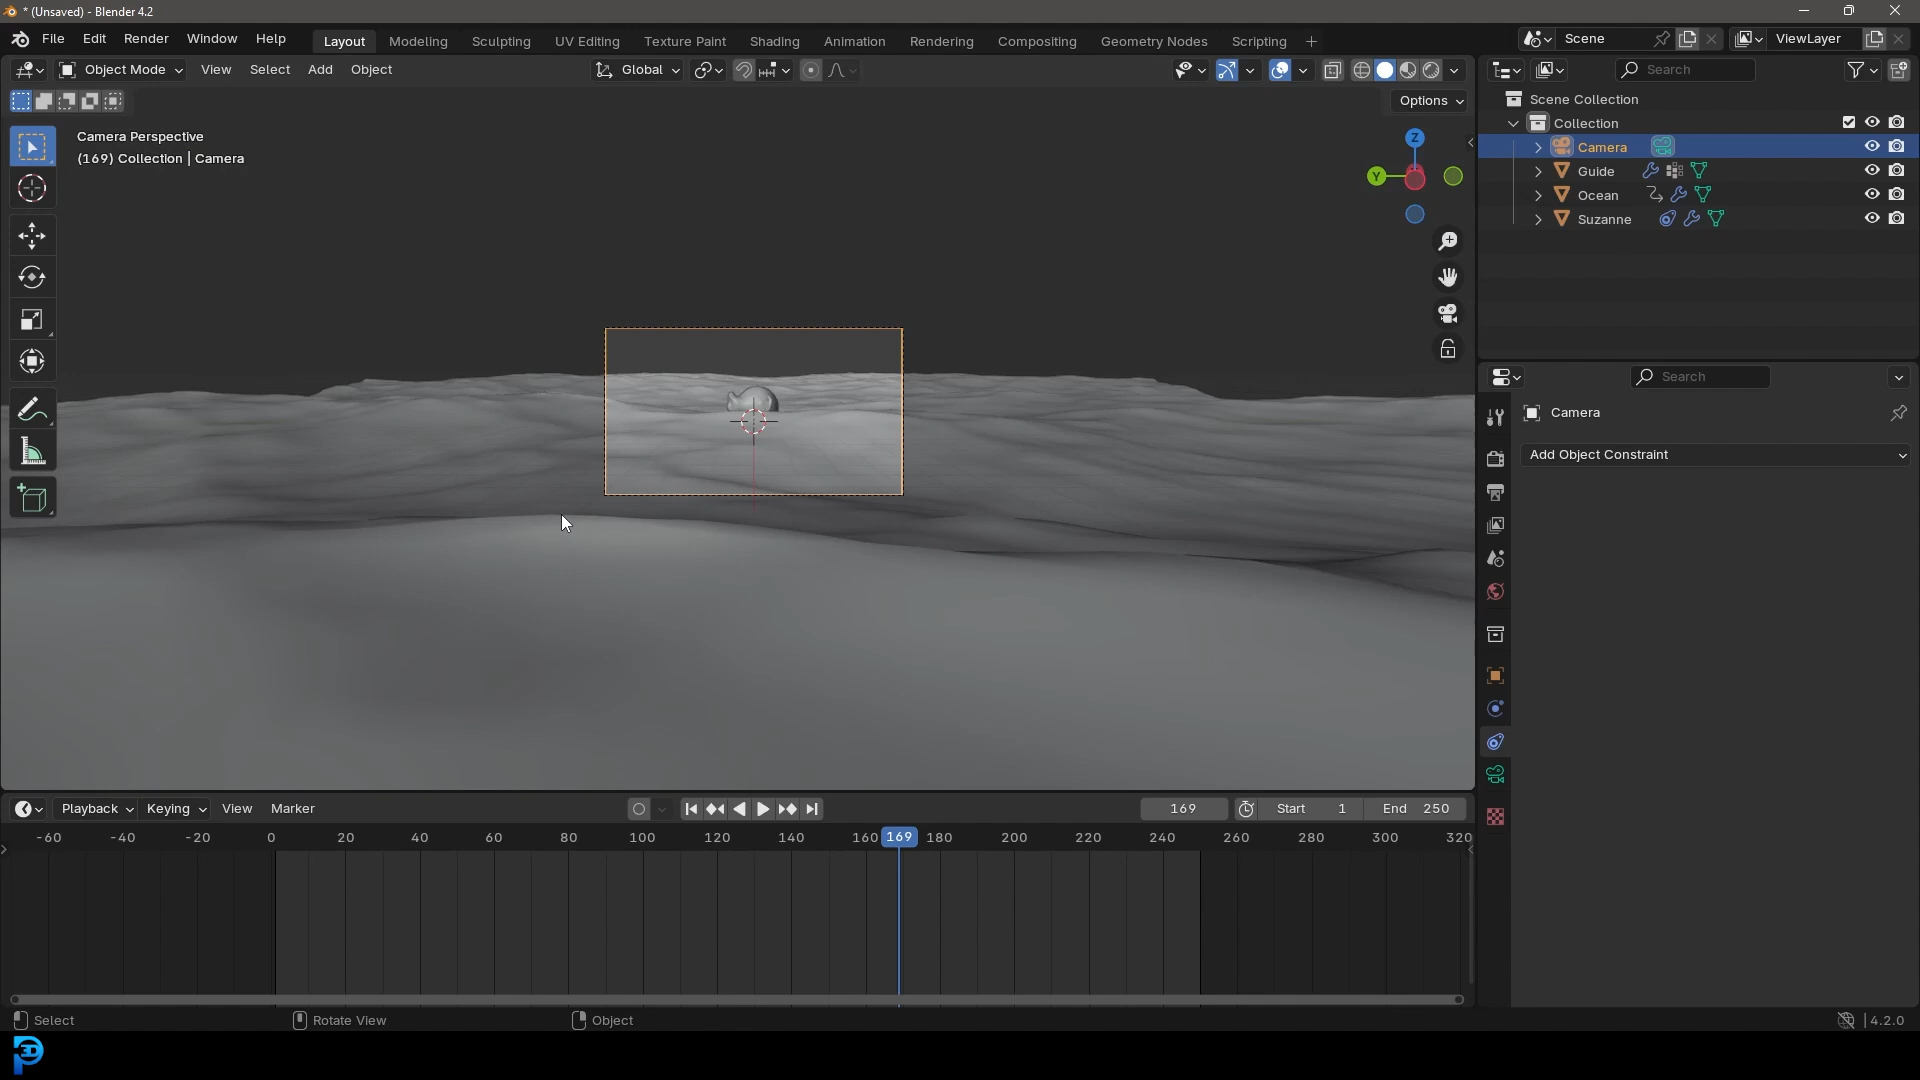 * (Unsaved) - Blender 4.2
File Edit Render Window Help Layout Modeling Sculpting UV Editing Texture Paint Shading Animation Rendering Compositing Geometry Nodes Scripting + Scene ViewLayer
Object Mode View Select Add Object Global Search
Options
Camera Perspective
(169) Collection | Camera
Z
Y
Scene Collection
Collection
Camera
Guide
Ocean
Suzanne
Search
Camera
Add Object Constraint
Playback Keying View Marker 169 Start 1 End 250
-60 -40 -20 0 20 40 60 80 100 120 140 160 169 180 200 220 240 260 280 300 320
Select Rotate View Object 4.2.0